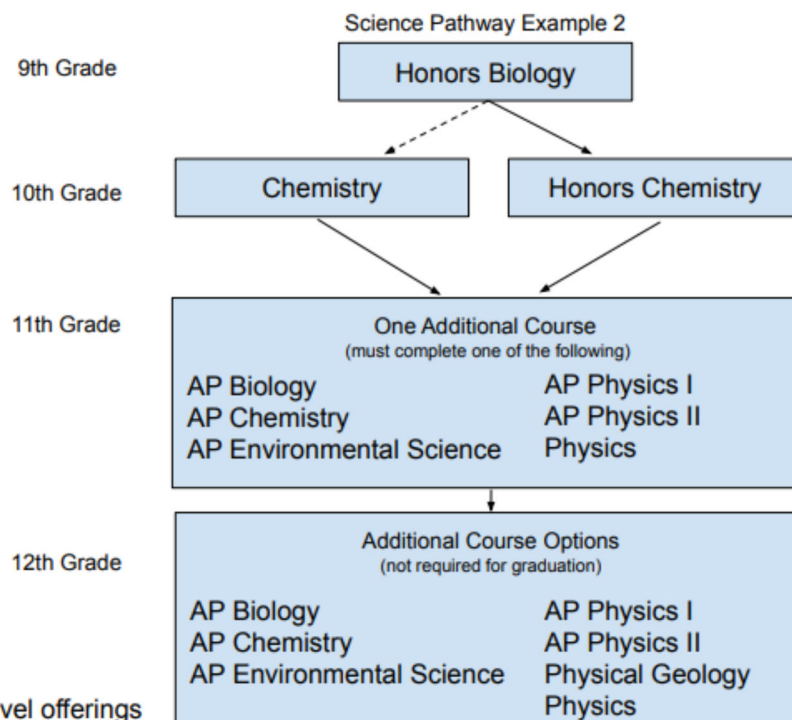 Science Pathway Example 2
9th Grade
Honors Biology
10th Grade
Chemistry
Honors Chemistry
11th Grade
One Additional Course
(must complete one of the following)
AP Biology
AP Chemistry
AP Environmental Science
AP Physics I
AP Physics II
Physics
12th Grade
Additional Course Options
(not required for graduation)
AP Biology
AP Chemistry
AP Environmental Science
AP Physics I
AP Physics II
Physical Geology
Physics
vel offerings